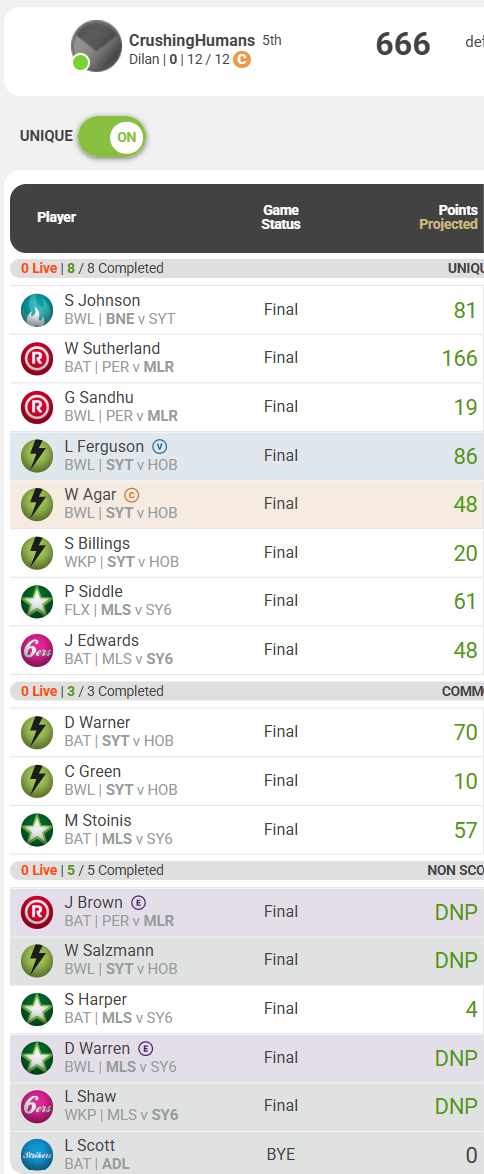 CrushingHumans 5th
666
def
Dilan | 0 | 12 / 12 C
UNIQUE ON
Player
Game
Status
Points
Projected
0 Live | 8 / 8 Completed
UNIQU
S Johnson
BWL | BNE v SYT
Final
81
R
W Sutherland
BAT | PER v MLR
Final
166
R
G Sandhu
BWL | PER v MLR
Final
19
L Ferguson V
BWL | SYT v HOB
Final
86
W Agar C
BWL | SYT v HOB
Final
48
S Billings
WKP | SYT v HOB
Final
20
P Siddle
FLX | MLS v SY6
Final
61
6ers
J Edwards
BAT | MLS v SY6
Final
48
0 Live | 3 / 3 Completed
COMM
D Warner
BAT | SYT v HOB
Final
70
C Green
BWL | SYT v HOB
Final
10
M Stoinis
BAT | MLS v SY6
Final
57
0 Live | 5 / 5 Completed
NON SCO
R
J Brown E
BAT | PER v MLR
Final
DNP
W Salzmann
BWL | SYT v HOB
Final
DNP
S Harper
BAT | MLS v SY6
Final
4
D Warren E
BWL | MLS v SY6
Final
DNP
6ers
L Shaw
WKP | MLS v SY6
Final
DNP
Strikers
L Scott
BAT | ADL
BYE
0